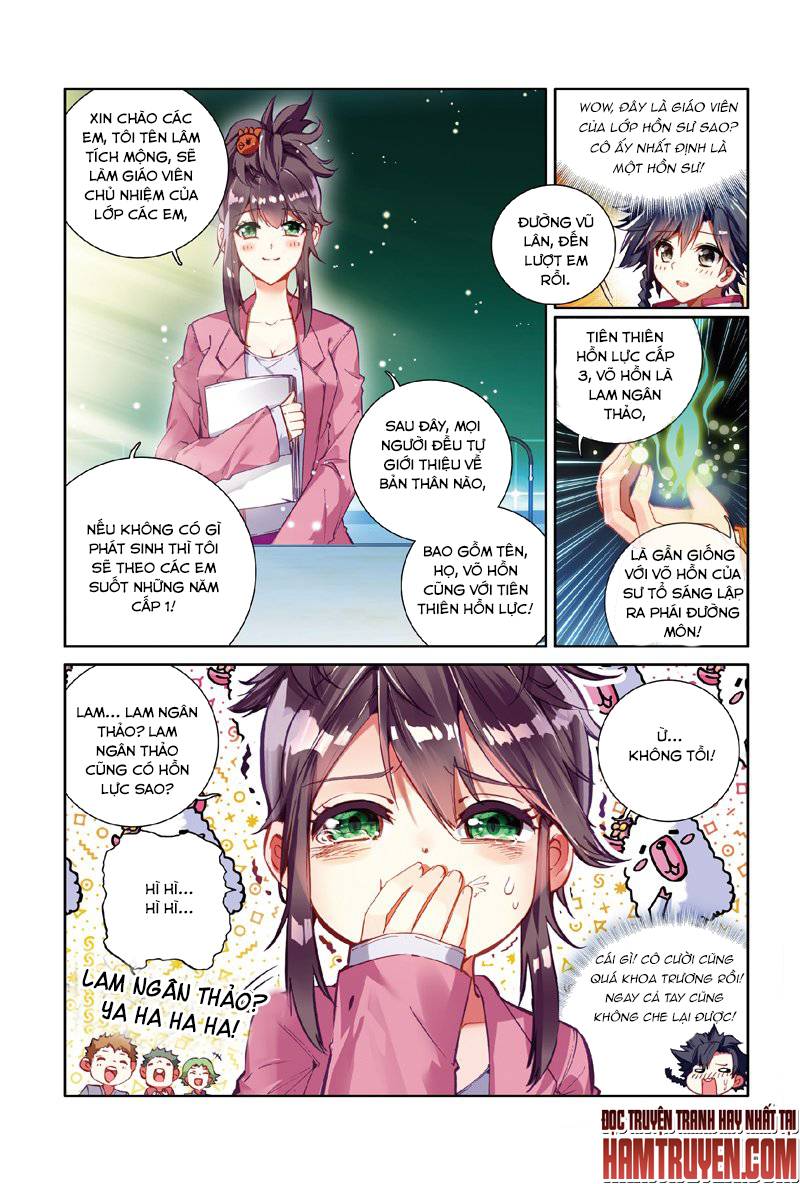 XIN CHÀO CÁC
EM, TÔI TÊN LÂM
TÍCH MỘNG, SẼ
LÀM GIÁO VIÊN
CHỦ NHIỆM CỦA
LỚP CÁC EM,
NẾU KHÔNG CÓ GÌ
PHÁT SINH THÌ TÔI
SẼ THEO CÁC EM
SUỐT NHỮNG NĂM
CẤP 1!
SAU ĐÂY, MỌI
NGƯỜI ĐỀU TỰ
GIỚI THIỆU VỀ
BẢN THÂN NÀO,
BAO GỒM TÊN,
HỌ, VÕ HỒN
CŨNG VỚI TIÊN
THIÊN HỒN LỰC!
WOW, ĐÂY LÀ GIÁO VIÊN
CỦA LỚP HỒN SƯ SAO?
CÔ ẤY NHẤT ĐỊNH LÀ
MỘT HỒN SƯ!
ĐƯỜNG VŨ
LÂN, ĐẾN
LƯỢT EM
RỒI.
TIÊN THIÊN
HỒN LỰC CẤP
3, VÕ HỒN LÀ
LAM NGÂN
THẢO,
LÀ GẦN GIỐNG
VỚI VÕ HỒN CỦA
SƯ TỔ SÁNG LẬP
RA PHÁI ĐƯỜNG
MÔN!
LAM... LAM NGÂN
THẢO? LAM
NGÂN THẢO
CŨNG CÓ HỒN
LỰC SAO?
Ừ...
KHÔNG TỒI!
HÌ HÌ...
HÌ HÌ...
LAM NGÂN THẢO?
YA HA HA HA!
CÁI GÌ! CÔ CƯỜI CŨNG
QUÁ KHOA TRƯƠNG RỒI!
NGAY CẢ TAY CŨNG
KHÔNG CHE LẠI ĐƯỢC!
ĐỌC TRUYỆN TRANH HAY NHẤT TẠI
HAMTRUYEN.COM